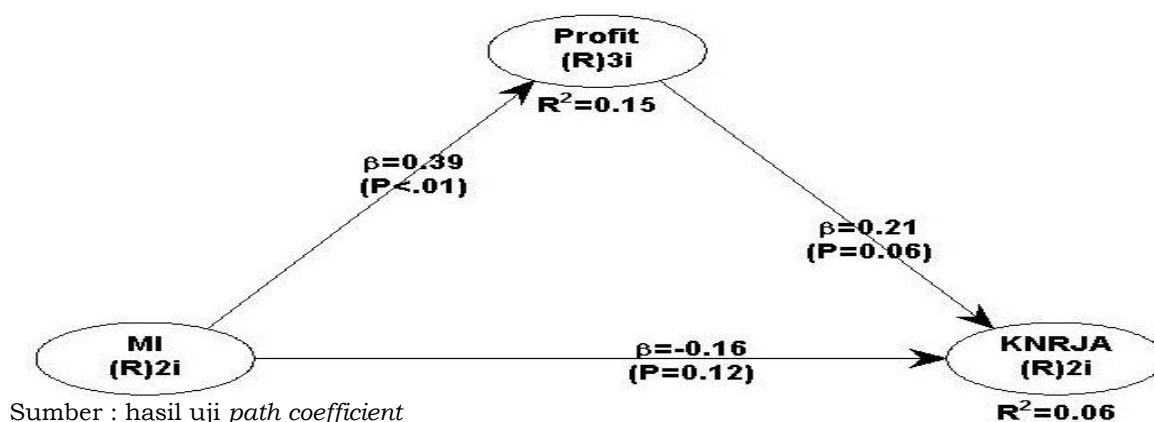 Profit
(R)3i
R²=0.15
β=0.39
(P<.01)
β=0.21
(P=0.06)
MI
(R)2i
β=-0.16
(P=0.12)
KNRJA
(R)2i
R²=0.06
Sumber : hasil uji path coefficient